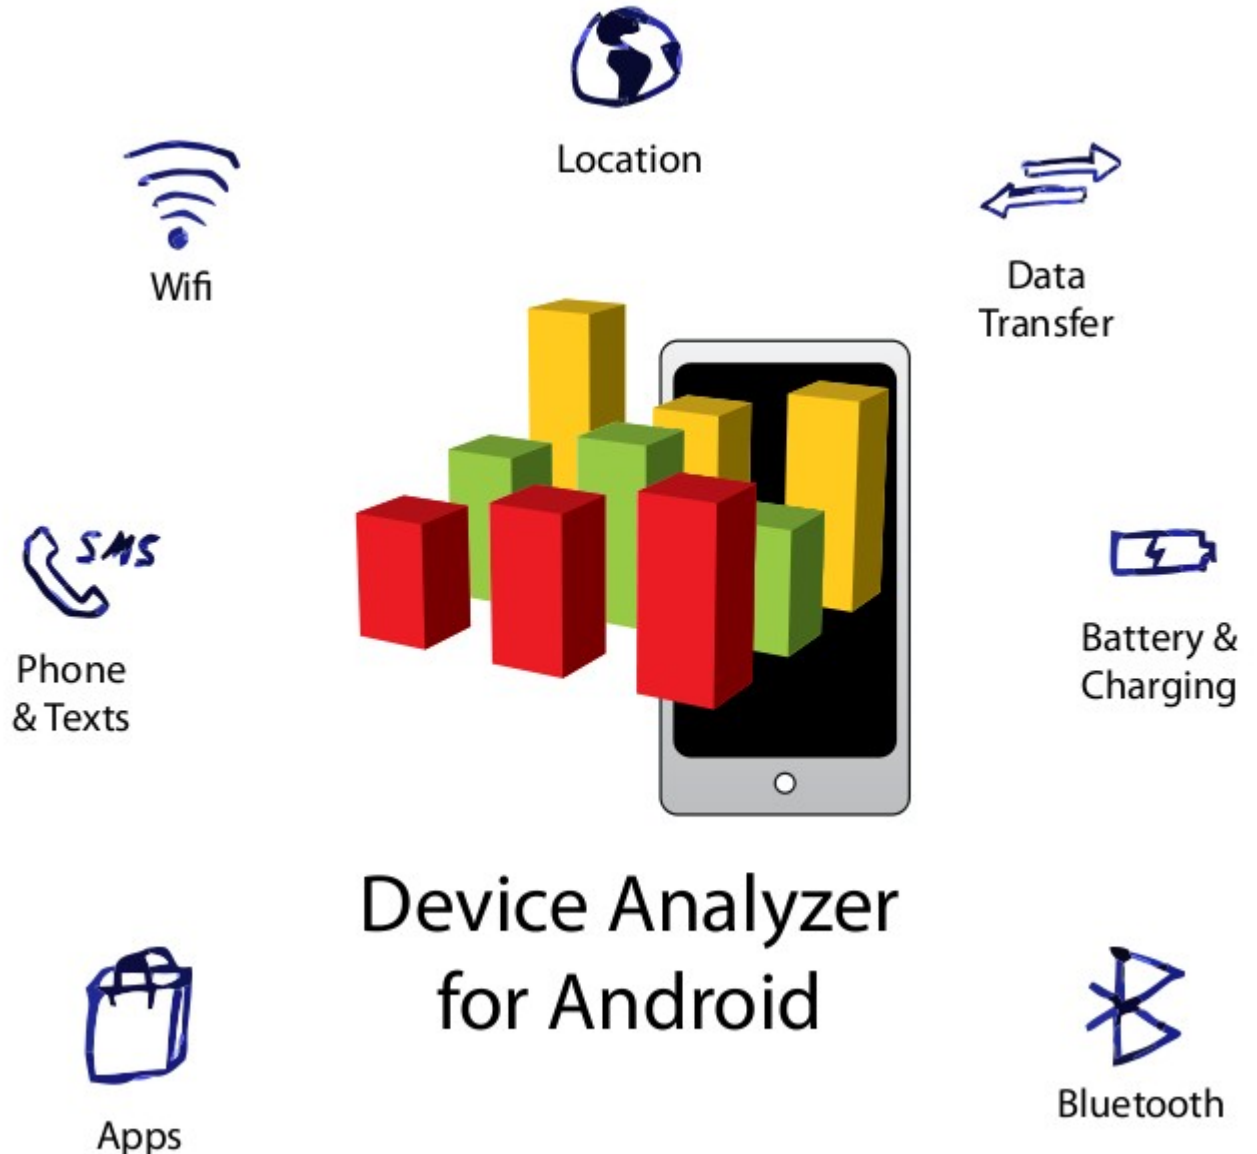 Location
Wifi
Data
Transfer
SMS
Phone
& Texts
Battery &
Charging
Device Analyzer
for Android
Apps
Bluetooth